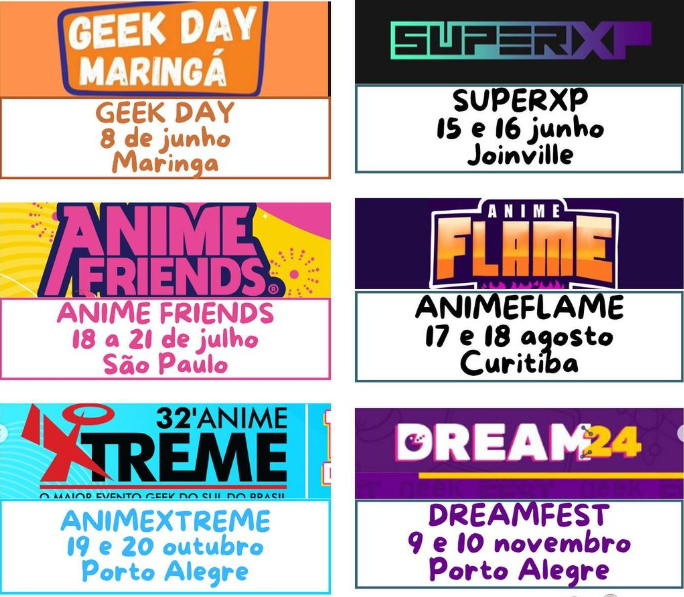 GEEK DAY
MARINGÁ
GEEK DAY
8 de junho
Maringa
SUPERXP
SUPERXP
15 e 16 junho
Joinville
ANIME
FRIENDS®
ANIME FRIENDS
18 a 21 de julho
São Paulo
ANIME
FLAME
ANIMEFLAME
17 e 18 agosto
Curitiba
32'ANIME
XTREME
O MAIOR EVENTO GEEK DO SUL DO BRASIL
ANIMEXTREME
19 e 20 outubro
Porto Alegre
DREAM24
DREAMFEST
9 e 10 novembro
Porto Alegre